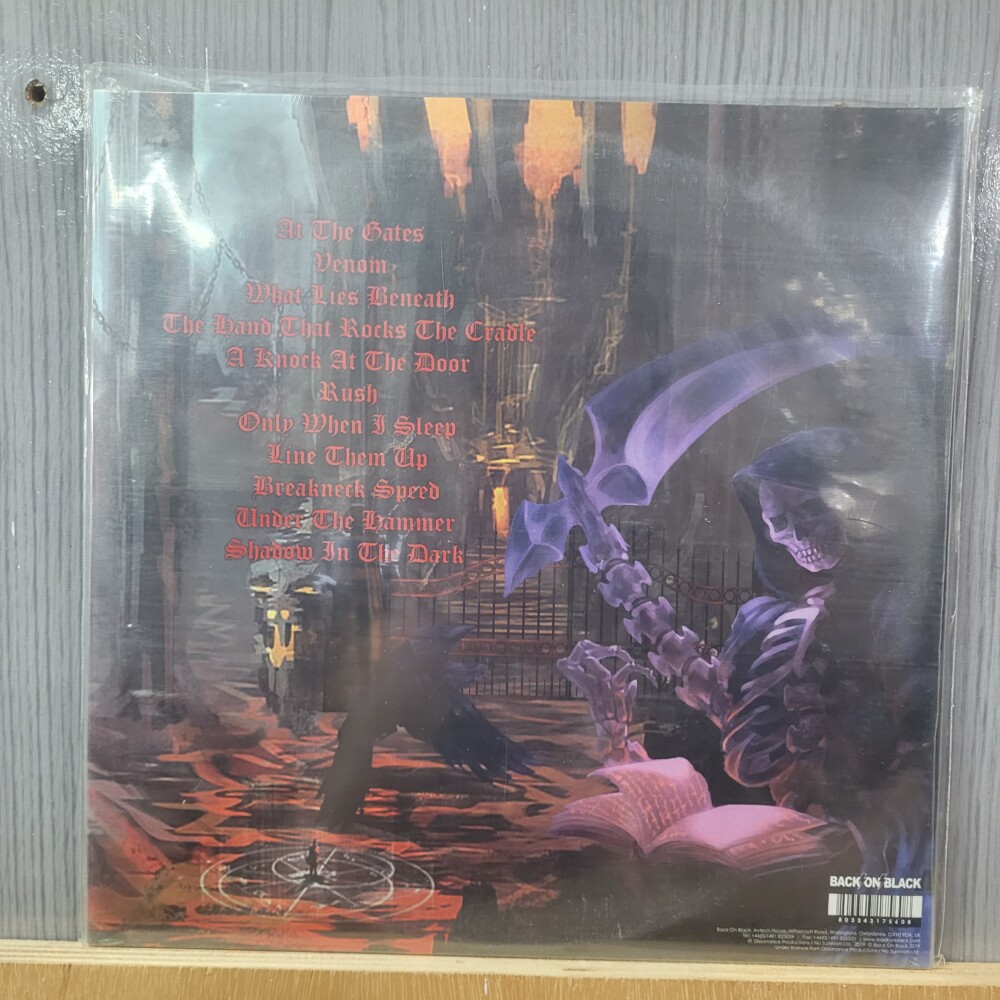 At The Gates
Venom
What Lies Beneath
The Hand That Rocks The Cradle
A Knock At The Door
Rush
Only When I Sleep
Line Them Up
Breakneck Speed
Under The Hammer
Shadow In The Dark
BACK ON BLACK
803343175608